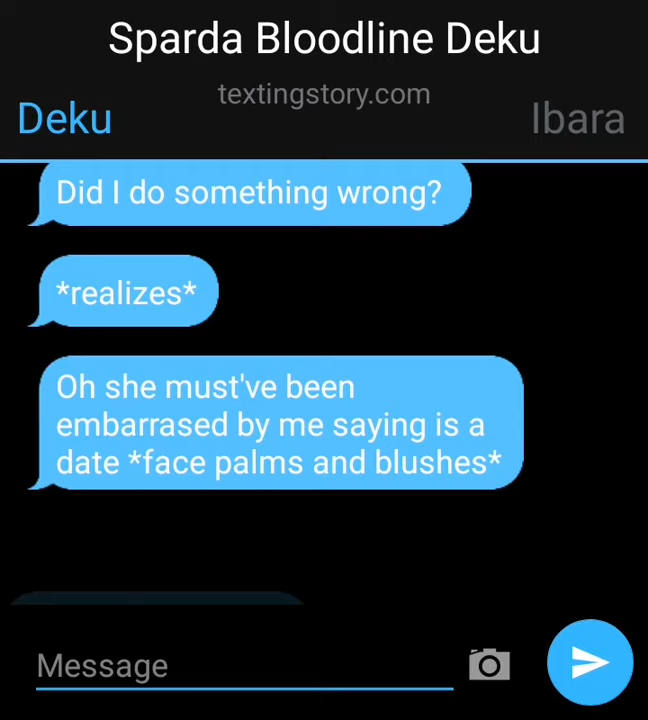 Sparda Bloodline Deku
textingstory.com
Deku
Ibara
Did I do something wrong?
*realizes*
Oh she must've been
embarrased by me saying is a
date *face palms and blushes*
Message